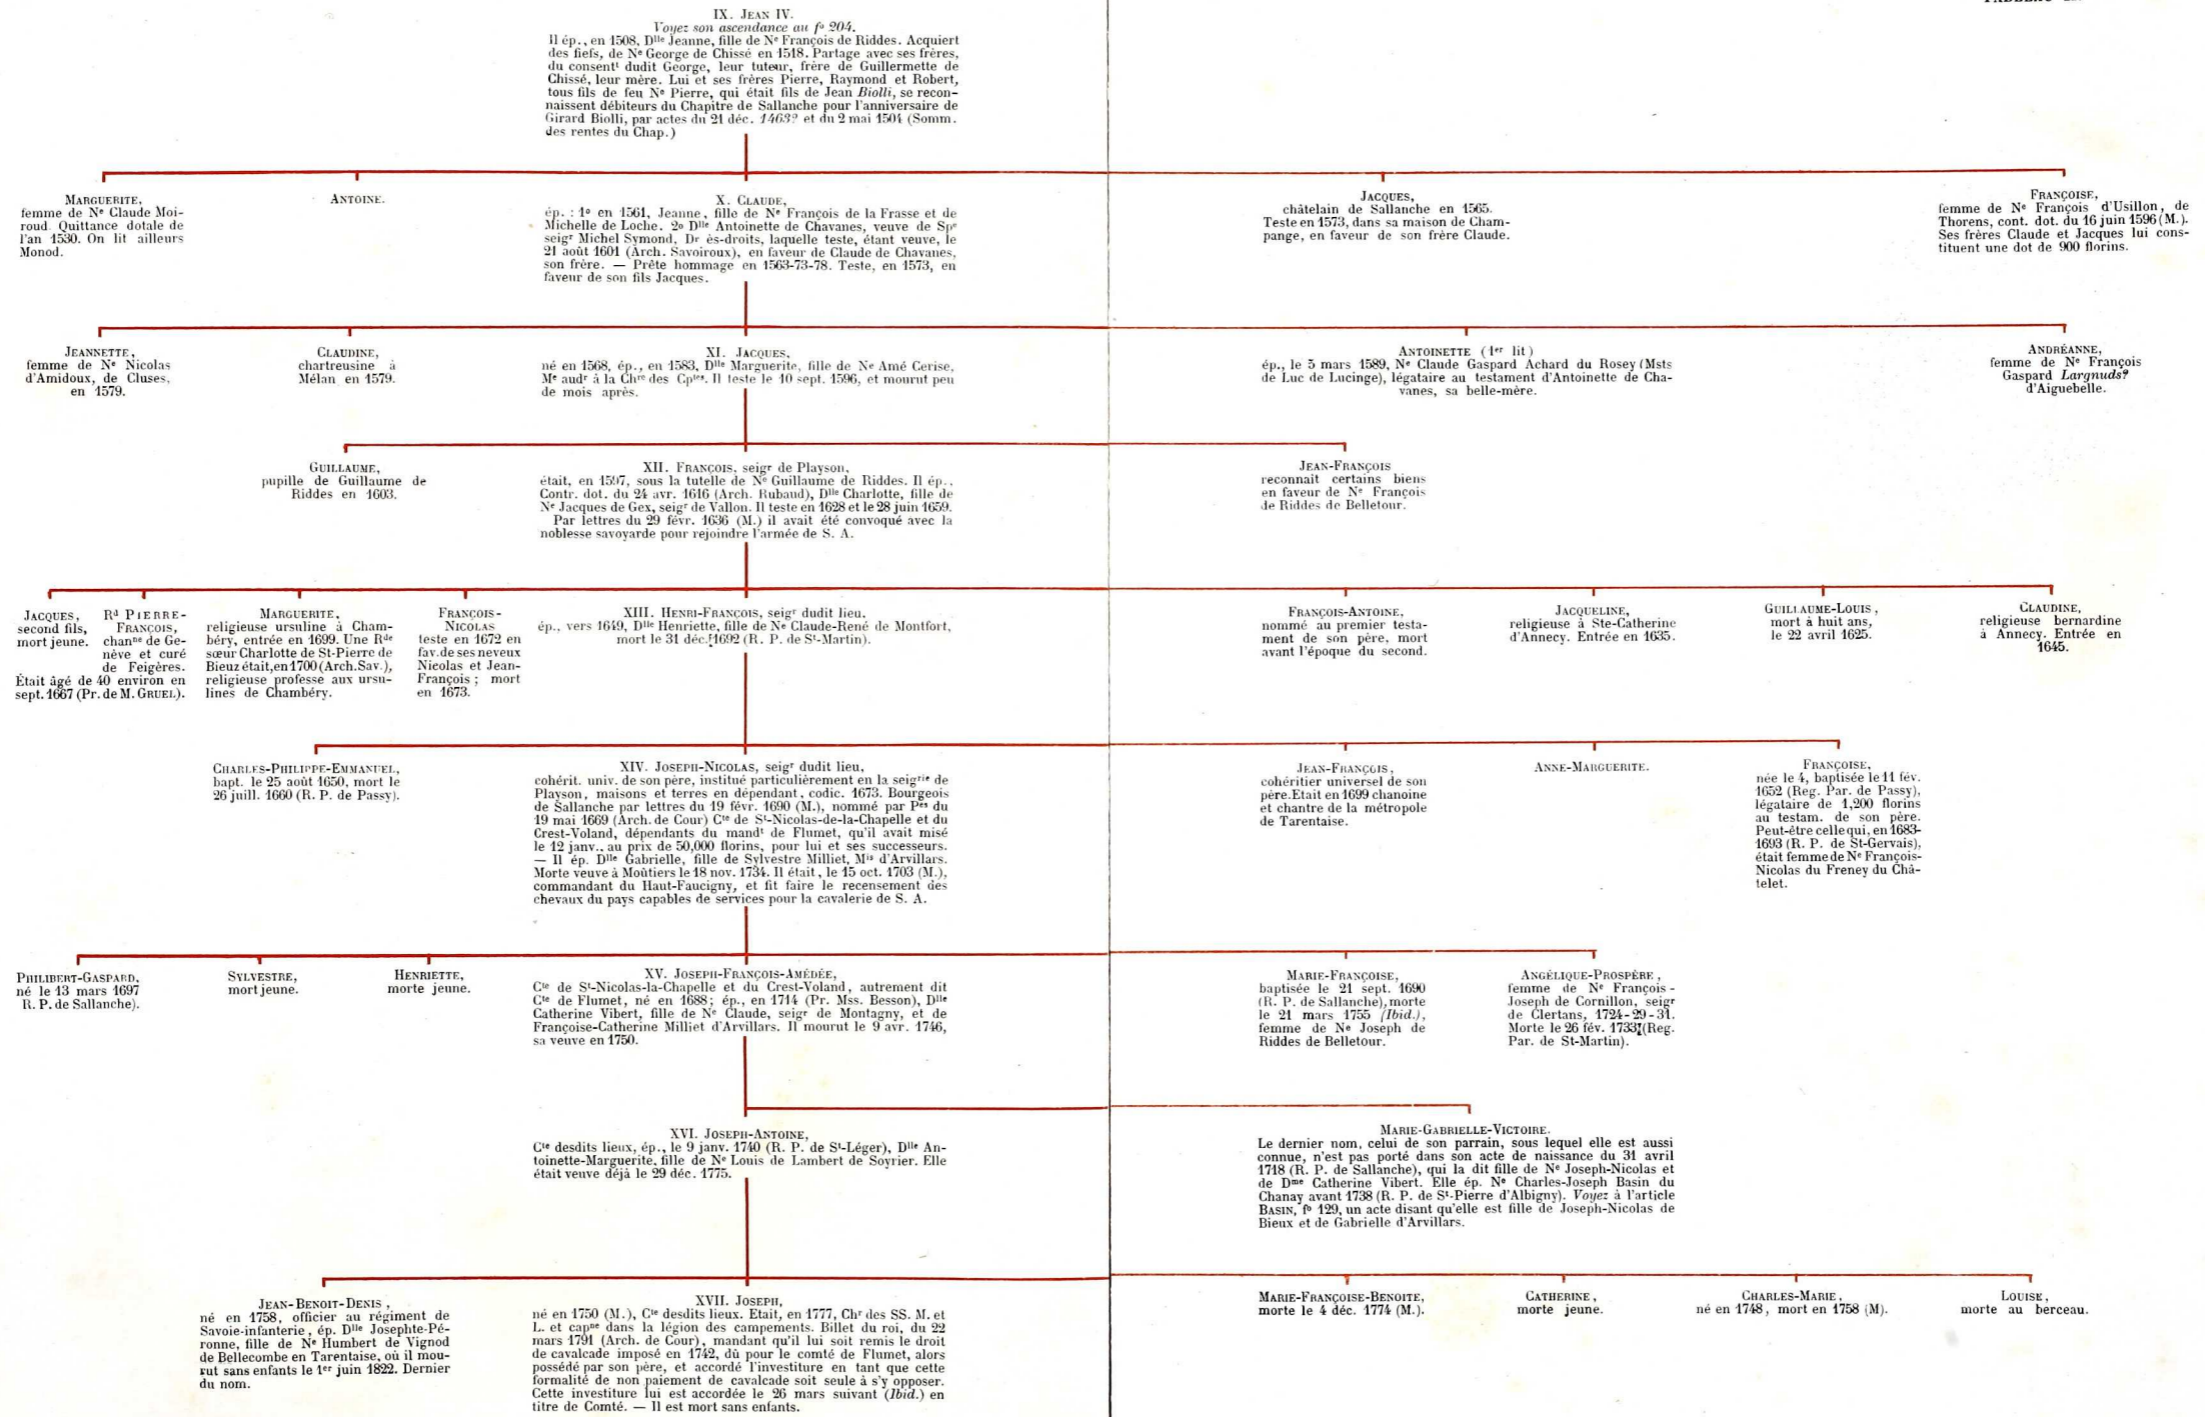 IX. JEAN IV.
Voyez son ascendance au fº 204.
Il ép., en 1508, Dlle Jeanne, fille de Ne François de Riddes. Acquiert
des fiefs, de Ne George de Chissé en 1518. Partage avec ses frères,
du consentt dudit George, leur tuteur, frère de Guillermette de
Chissé, leur mère. Lui et ses frères Pierre, Raymond et Robert,
tous fils de feu Ne Pierre, qui était fils de Jean Biolli, se recon-
naissent débiteurs du Chapitre de Sallanche pour l'anniversaire de
Girard Biolli, par actes du 21 déc. 1463? et du 2 mai 1504 (Somm.
des rentes du Chap.)
MARGUERITE,
femme de Ne Claude Moi-
roud. Quittance dotale de
l'an 1530. On lit ailleurs
Monod.
ANTOINE.
X. CLAUDE,
ép. : 1º en 1561, Jeanne, fille de Ne François de la Frasse et de
Michelle de Loche. 2º Dlle Antoinette de Chavanes, veuve de Spe
seigr Michel Symond, Dr ès-droits, laquelle teste, étant veuve, le
21 août 1601 (Arch. Savoiroux), en faveur de Claude de Chavanes,
son frère. — Prête hommage en 1563-73-78. Teste, en 1573, en
faveur de son fils Jacques.
JACQUES,
châtelain de Sallanche en 1565.
Teste en 1573, dans sa maison de Cham-
pange, en faveur de son frère Claude.
FRANÇOISE,
femme de Ne François d'Usillon, de
Thorens, cont. dot. du 16 juin 1596 (M.).
Ses frères Claude et Jacques lui cons-
tituent une dot de 900 florins.
JEANNETTE,
femme de Ne Nicolas
d'Amidoux, de Cluses,
en 1579.
CLAUDINE,
chartreusine à
Mélan en 1579.
XI. JACQUES,
né en 1568, ép., en 1583, Dlle Marguerite, fille de Ne Amé Cerise,
Me audr à la Chre des Cptes. Il teste le 10 sept. 1596, et mourut peu
de mois après.
ANTOINETTE (1er lit)
ép., le 5 mars 1589, Ne Claude Gaspard Achard du Rosey (Msts
de Luc de Lucinge), légataire au testament d'Antoinette de Cha-
vanes, sa belle-mère.
ANDRÉANNE,
femme de Ne François
Gaspard Largnuds?
d'Aiguebelle.
GUILLAUME,
pupille de Guillaume de
Riddes en 1603.
XII. FRANÇOIS, seigr de Playson,
était, en 1597, sous la tutelle de Ne Guillaume de Riddes. Il ép.,
Contr. dot. du 24 avr. 1616 (Arch. Rubaud), Dlle Charlotte, fille de
Ne Jacques de Gex, seigr de Vallon. Il teste en 1628 et le 28 juin 1659.
Par lettres du 29 févr. 1636 (M.) il avait été convoqué avec la
noblesse savoyarde pour rejoindre l'armée de S. A.
JEAN-FRANÇOIS
reconnait certains biens
en faveur de Ne François
de Riddes de Belletour.
JACQUES,
second fils,
mort jeune.
Rd PIERRE-
FRANÇOIS,
channe de Ge-
nève et curé
de Feigères.
Était âgé de 40 environ en
sept. 1667 (Pr. de M. GRUEL).
MARGUERITE,
religieuse ursuline à Cham-
béry, entrée en 1699. Une Rde
sœur Charlotte de St-Pierre de
Bieuz était, en 1700 (Arch. Sav.),
religieuse professe aux ursu-
lines de Chambéry.
FRANÇOIS-
NICOLAS
teste en 1672 en
fav. de ses neveux
Nicolas et Jean-
François ; mort
en 1673.
XIII. HENRI-FRANÇOIS, seigr dudit lieu,
ép., vers 1649, Dlle Henriette, fille de Ne Claude-René de Montfort,
mort le 31 déc. 1692 (R. P. de St-Martin).
FRANÇOIS-ANTOINE,
nommé au premier testa-
ment de son père, mort
avant l'époque du second.
JACQUELINE,
religieuse à Ste-Catherine
d'Annecy. Entrée en 1635.
GUILLAUME-LOUIS,
mort à huit ans,
le 22 avril 1625.
CLAUDINE,
religieuse bernardine
à Annecy. Entrée en
1645.
CHARLES-PHILIPPE-EMMANUEL,
bapt. le 25 août 1650, mort le
26 juill. 1660 (R. P. de Passy).
XIV. JOSEPH-NICOLAS, seigr dudit lieu,
cohérit. univ. de son père, institué particulièrement en la seigrie de
Playson, maisons et terres en dépendant, codic. 1673. Bourgeois
de Sallanche par lettres du 19 févr. 1690 (M.), nommé par Pes du
19 mai 1669 (Arch. de Cour) Cte de St-Nicolas-de-la-Chapelle et du
Crest-Voland, dépendants du mandt de Flumet, qu'il avait misé
le 12 janv., au prix de 50,000 florins, pour lui et ses successeurs.
— Il ép. Dlle Gabrielle, fille de Sylvestre Milliet, Mis d'Arvillars.
Morte veuve à Moûtiers le 18 nov. 1734. Il était, le 15 oct. 1703 (M.),
commandant du Haut-Faucigny, et fit faire le recensement des
chevaux du pays capables de services pour la cavalerie de S. A.
JEAN-FRANÇOIS,
cohéritier universel de son
père. Etait en 1699 chanoine
et chantre de la métropole
de Tarentaise.
ANNE-MARGUERITE.
FRANÇOISE,
née le 4, baptisée le 11 fév.
1652 (Reg. Par. de Passy),
légataire de 1,200 florins
au testam. de son père.
Peut-être celle qui, en 1683-
1693 (R. P. de St-Gervais),
était femme de Ne François-
Nicolas du Freney du Châ-
telet.
PHILIBERT-GASPARD,
né le 13 mars 1697
R. P. de Sallanche).
SYLVESTRE,
mort jeune.
HENRIETTE,
morte jeune.
XV. JOSEPH-FRANÇOIS-AMÉDÉE,
Cte de St-Nicolas-la-Chapelle et du Crest-Voland, autrement dit
Cte de Flumet, né en 1688; ép., en 1714 (Pr. Mss. Besson), Dlle
Catherine Vibert, fille de Ne Claude, seigr de Montagny, et de
Françoise-Catherine Milliet d'Arvillars. Il mourut le 9 avr. 1746,
sa veuve en 1750.
MARIE-FRANÇOISE,
baptisée le 21 sept. 1690
(R. P. de Sallanche), morte
le 21 mars 1755 (Ibid.),
femme de Ne Joseph de
Riddes de Belletour.
ANGÉLIQUE-PROSPÈRE,
femme de Ne François-
Joseph de Cornillon, seigr
de Clertans, 1724-29-31.
Morte le 26 fév. 1733 (Reg.
Par. de St-Martin).
XVI. JOSEPH-ANTOINE,
Cte desdits lieux, ép., le 9 janv. 1740 (R. P. de St-Léger), Dlle An-
toinette-Marguerite, fille de Ne Louis de Lambert de Soyrier. Elle
était veuve déjà le 29 déc. 1775.
MARIE-GABRIELLE-VICTOIRE.
Le dernier nom, celui de son parrain, sous lequel elle est aussi
connue, n'est pas porté dans son acte de naissance du 31 avril
1718 (R. P. de Sallanche), qui la dit fille de Ne Joseph-Nicolas et
de Dme Catherine Vibert. Elle ép. Ne Charles-Joseph Basin du
Chanay avant 1738 (R. P. de St-Pierre d'Albigny). Voyez à l'article
BASIN, fº 129, un acte disant qu'elle est fille de Joseph-Nicolas de
Bieux et de Gabrielle d'Arvillars.
JEAN-BENOIT-DENIS,
né en 1758, officier au régiment de
Savoie-infanterie, ép. Dlle Josephte-Pé-
ronne, fille de Ne Humbert de Vignod
de Bellecombe en Tarentaise, où il mou-
rut sans enfants le 1er juin 1822. Dernier
du nom.
XVII. JOSEPH,
né en 1750 (M.), Cte desdits lieux. Etait, en 1777, Chr des SS. M. et
L. et capne dans la légion des campements. Billet du roi, du 22
mars 1791 (Arch. de Cour), mandant qu'il lui soit remis le droit
de cavalcade imposé en 1742, dû pour le comté de Flumet, alors
possédé par son père, et accordé l'investiture en tant que cette
formalité de non paiement de cavalcade soit seule à s'y opposer.
Cette investiture lui est accordée le 26 mars suivant (Ibid.) en
titre de Comté. — Il est mort sans enfants.
MARIE-FRANÇOISE-BENOITE,
morte le 4 déc. 1774 (M.).
CATHERINE,
morte jeune.
CHARLES-MARIE,
né en 1748, mort en 1758 (M).
LOUISE,
morte au berceau.